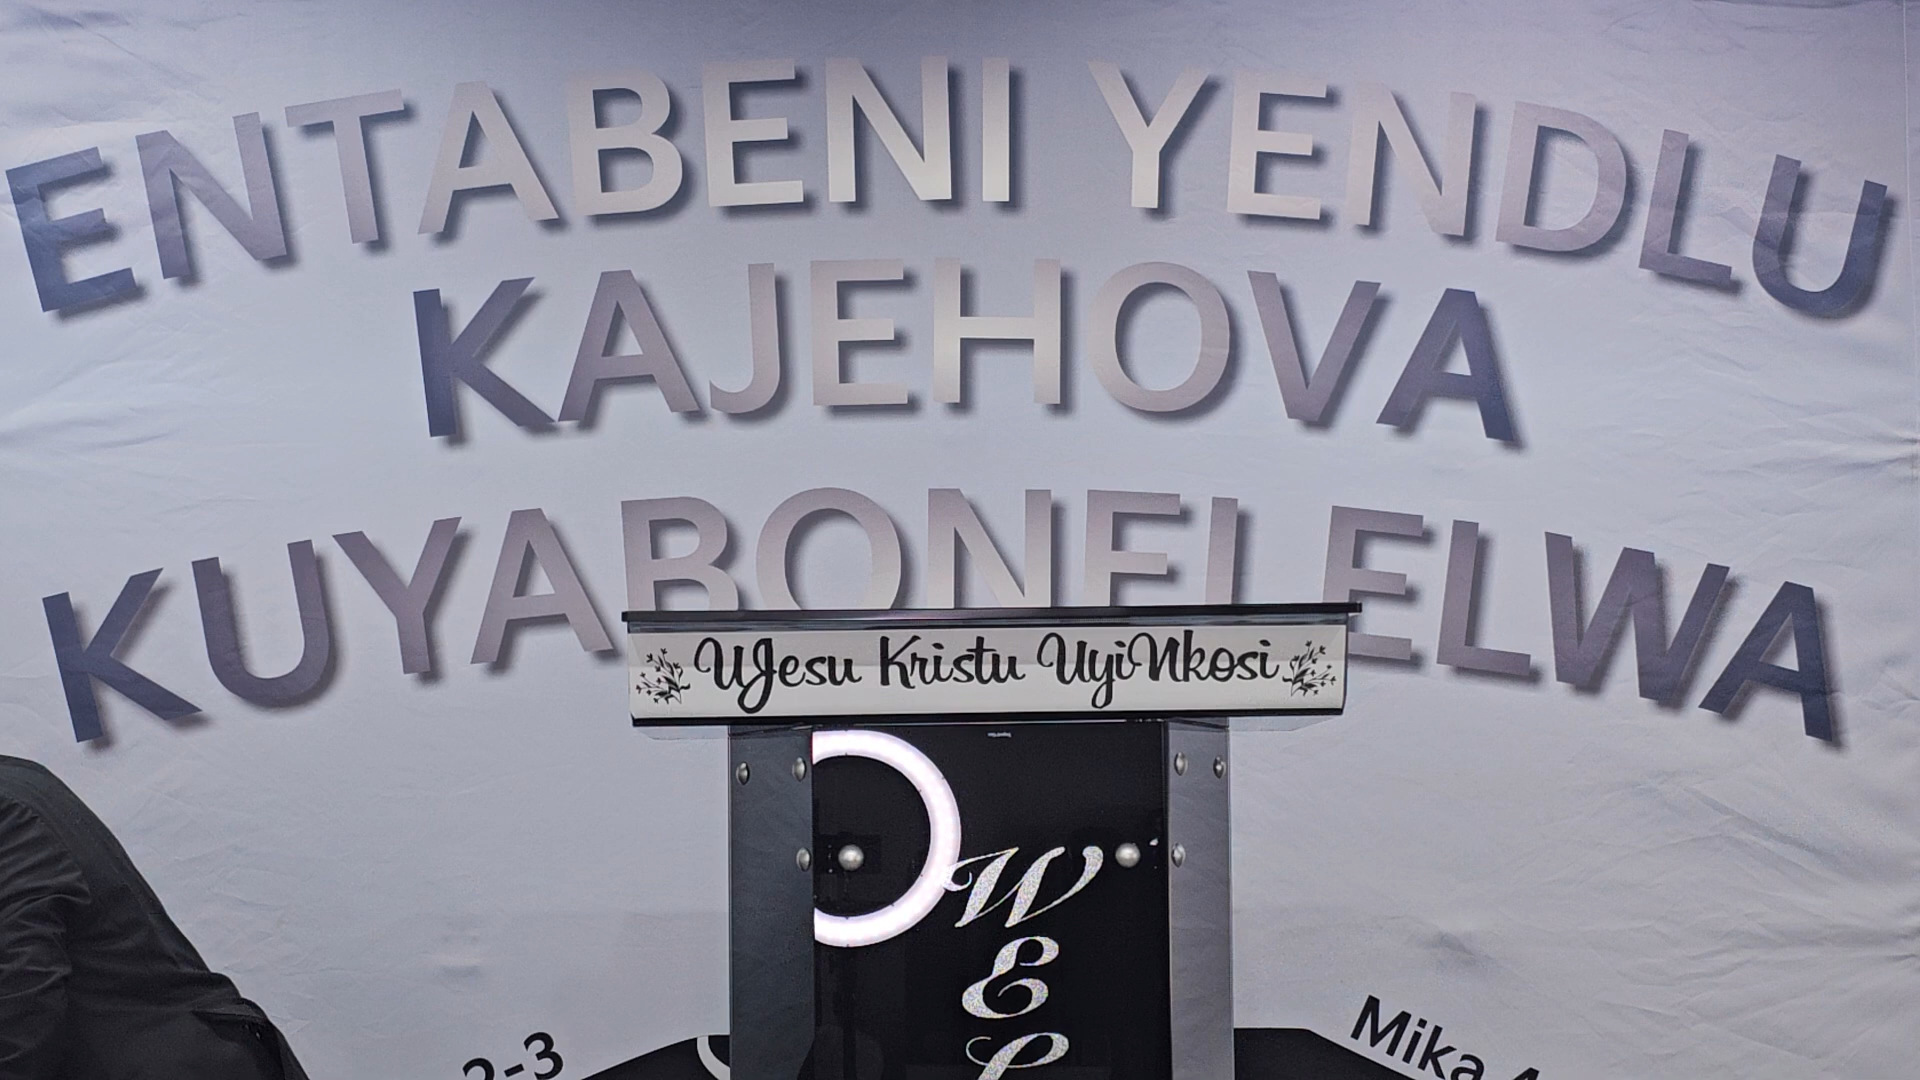 ENTABENI YENDLU
KAJEHOVA
KUYABONELELWA
UJesu Kristu UyiNkosi
W
E
L
2-3
Mika